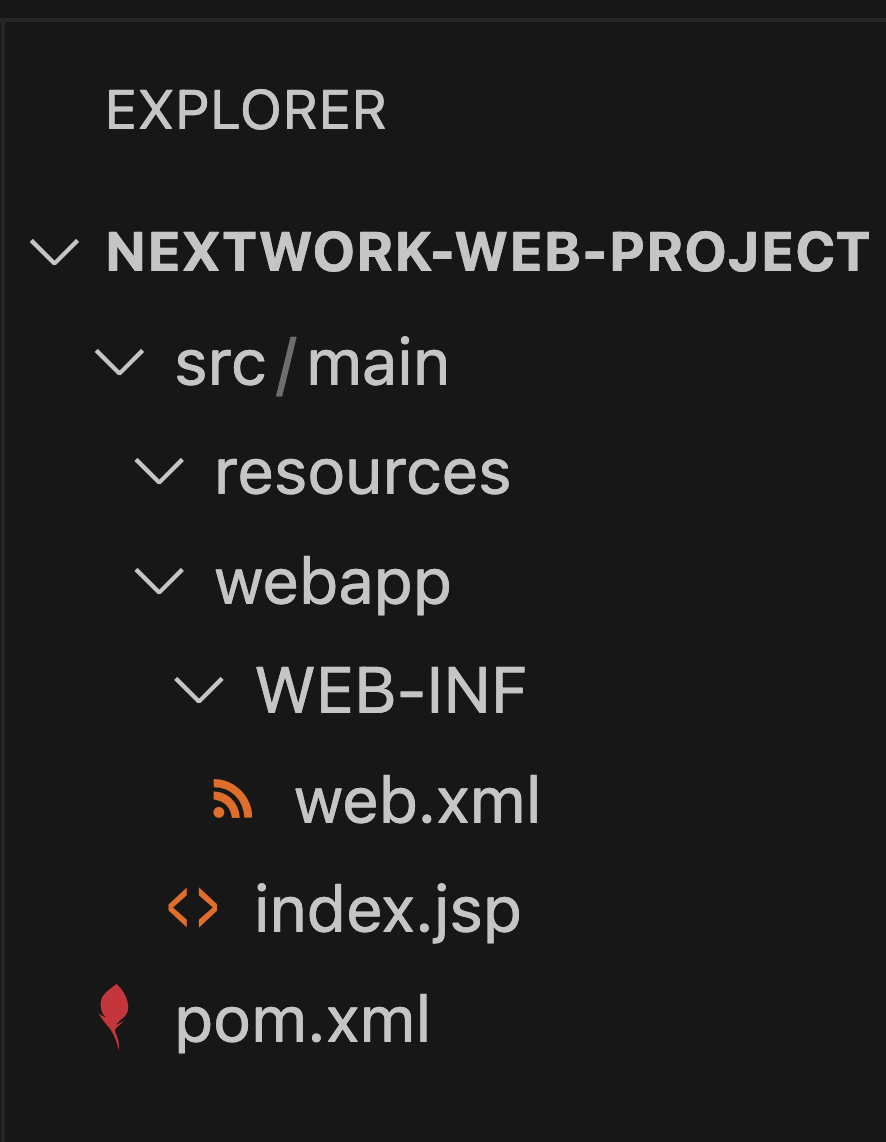 EXPLORER
NEXTWORK-WEB-PROJECT
src/main
resources
webapp
WEB-INF
web.xml
index.jsp
pom.xml